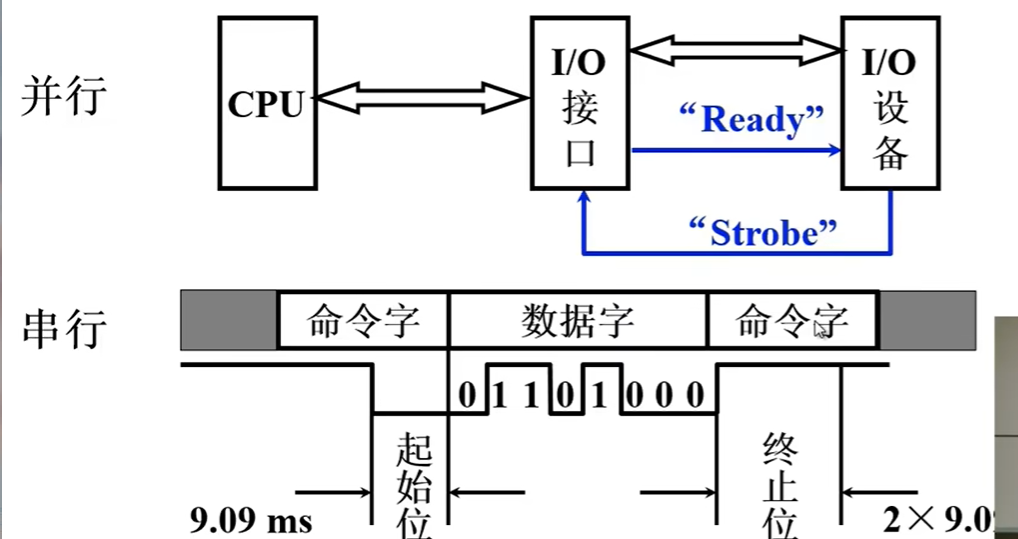 并行
CPU
I/O
接
口
I/O
设
备
“Ready”
“Strobe”
串行
命令字
数据字
命令字
0 1 1 0 1 0 0 0
起
始
位
终
止
位
9.09 ms
2×9.0